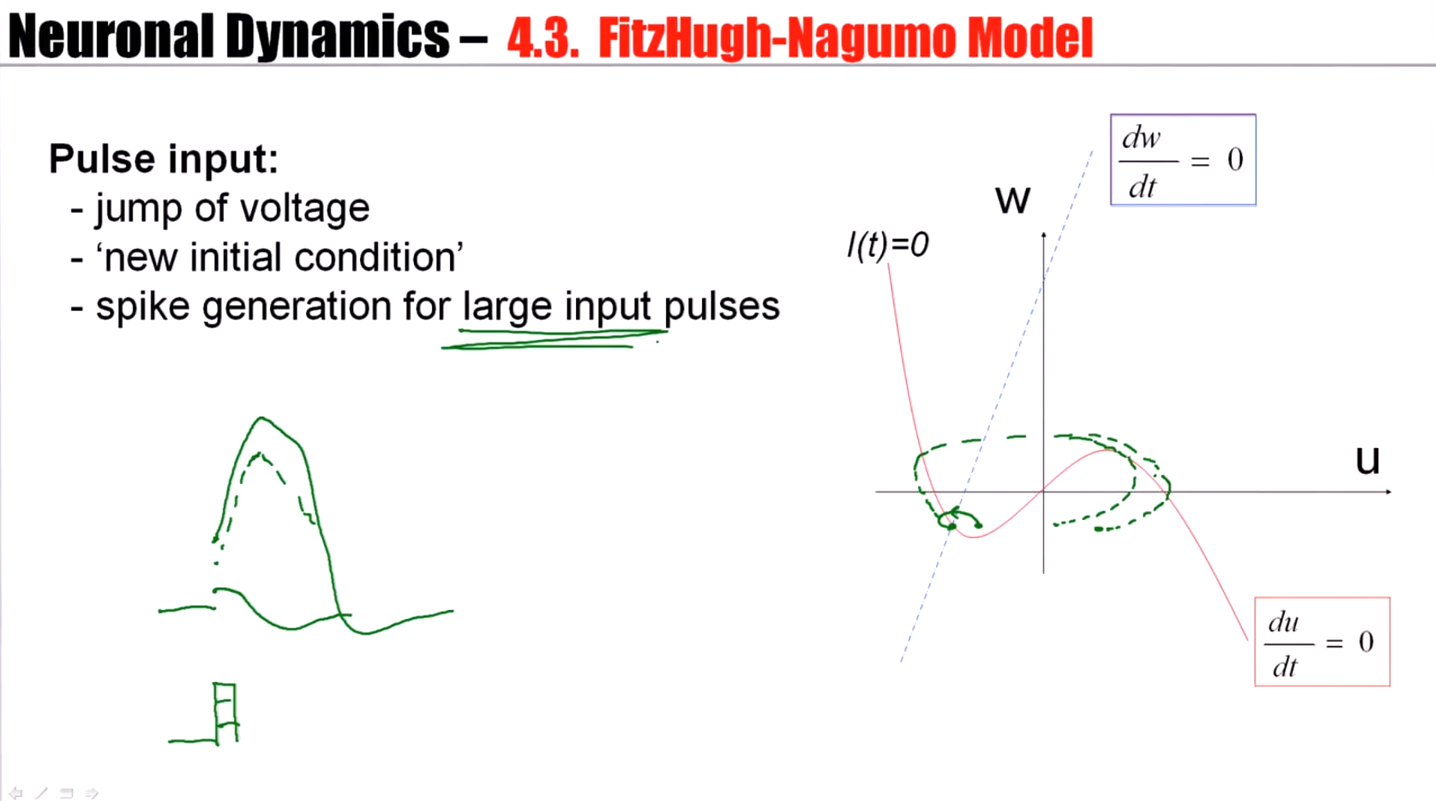 Neuronal Dynamics – 4.3. FitzHugh-Nagumo Model
Pulse input:
- jump of voltage
- ‘new initial condition’
- spike generation for large input pulses
dw/dt = 0
w
I(t)=0
u
du/dt = 0